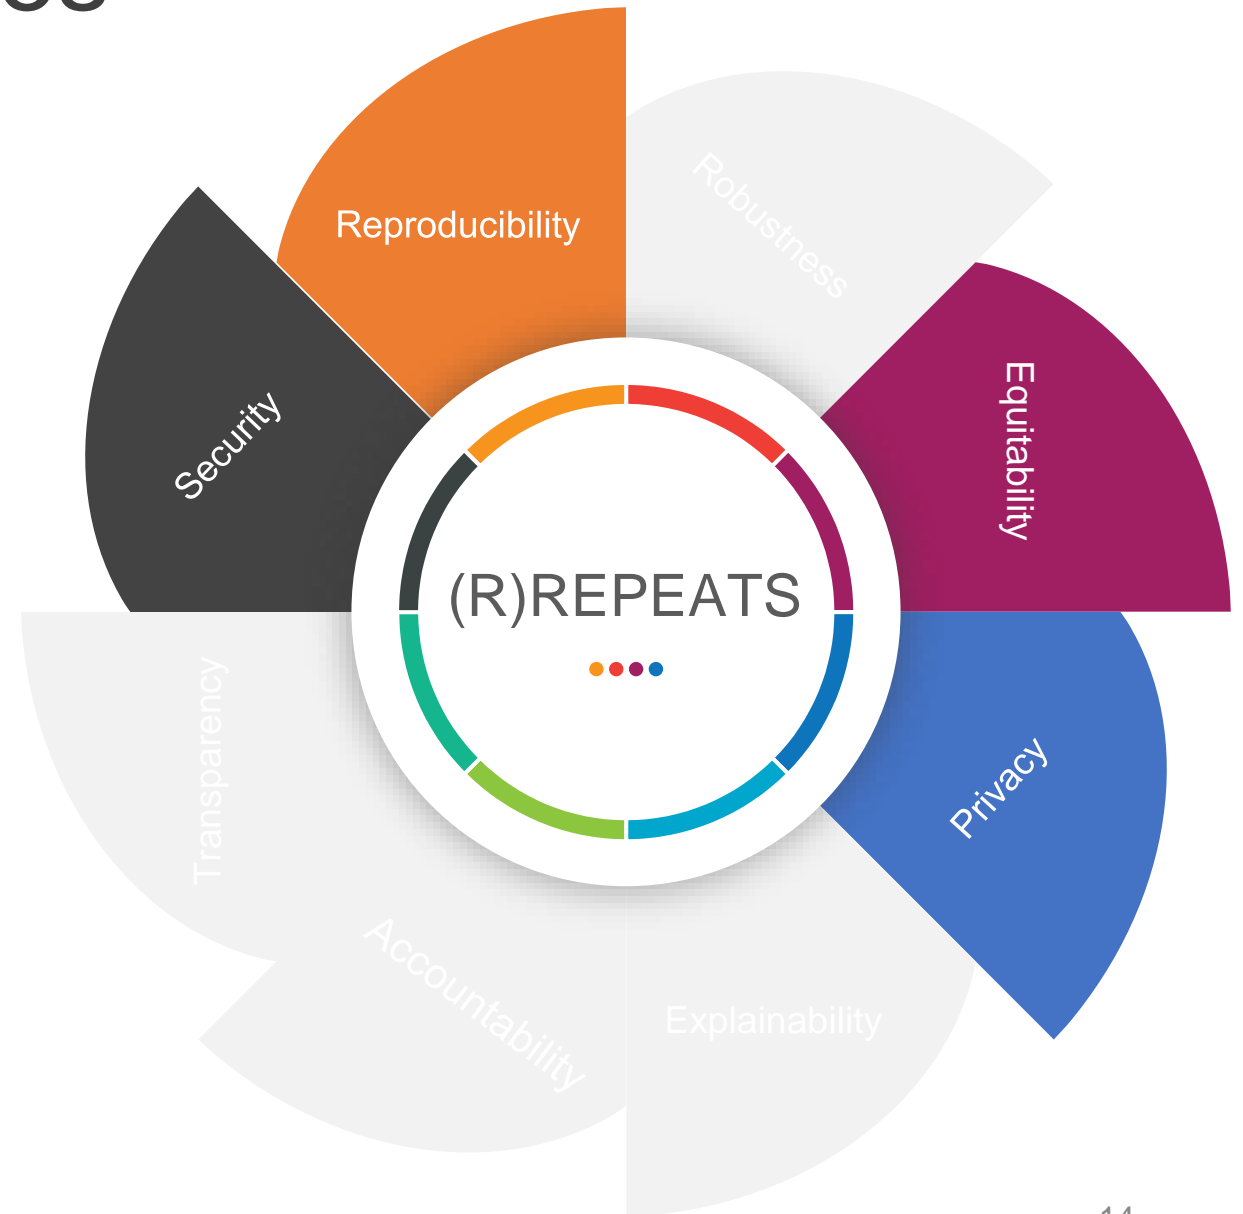 Reproducibility
Robustness
Equitability
Security
(R)REPEATS
Privacy
Transparency
Accountability
Explainability